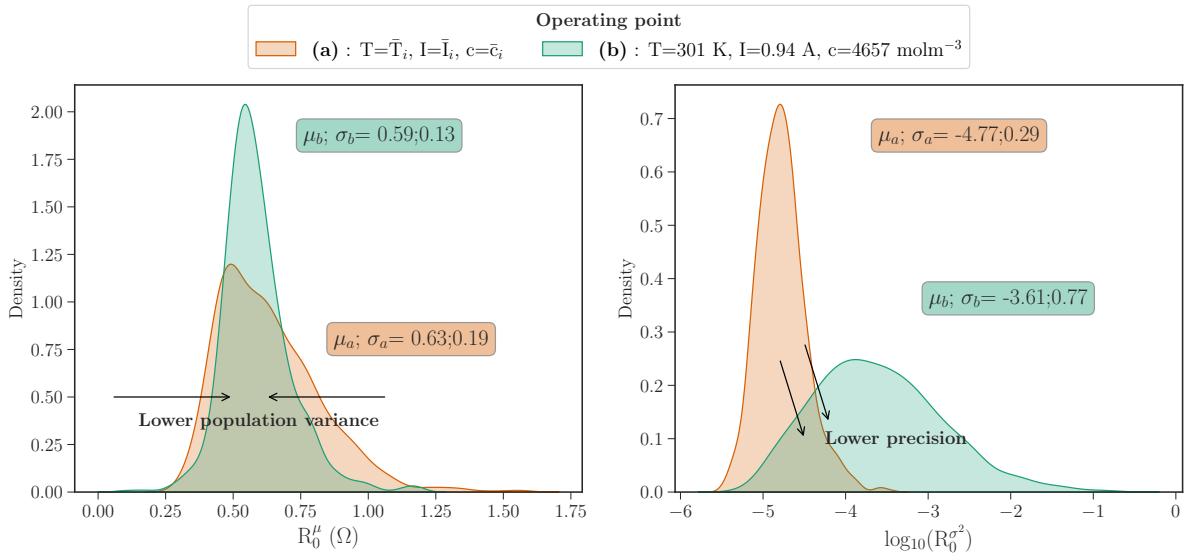 Operating point
(a) : T=T̄ᵢ, I=Īᵢ, c=c̄ᵢ (b) : T=301 K, I=0.94 A, c=4657 molm⁻³
2.00
1.75
1.50
1.25
1.00
0.75
0.50
0.25
0.00
Density
μ_b; σ_b= 0.59;0.13
μ_a; σ_a= 0.63;0.19
Lower population variance
0.00 0.25 0.50 0.75 1.00 1.25 1.50 1.75
R₀^μ (Ω)
0.7
0.6
0.5
0.4
0.3
0.2
0.1
0.0
Density
μ_a; σ_a= -4.77;0.29
μ_b; σ_b= -3.61;0.77
Lower precision
−6 −5 −4 −3 −2 −1 0
log₁₀(R₀^σ²)